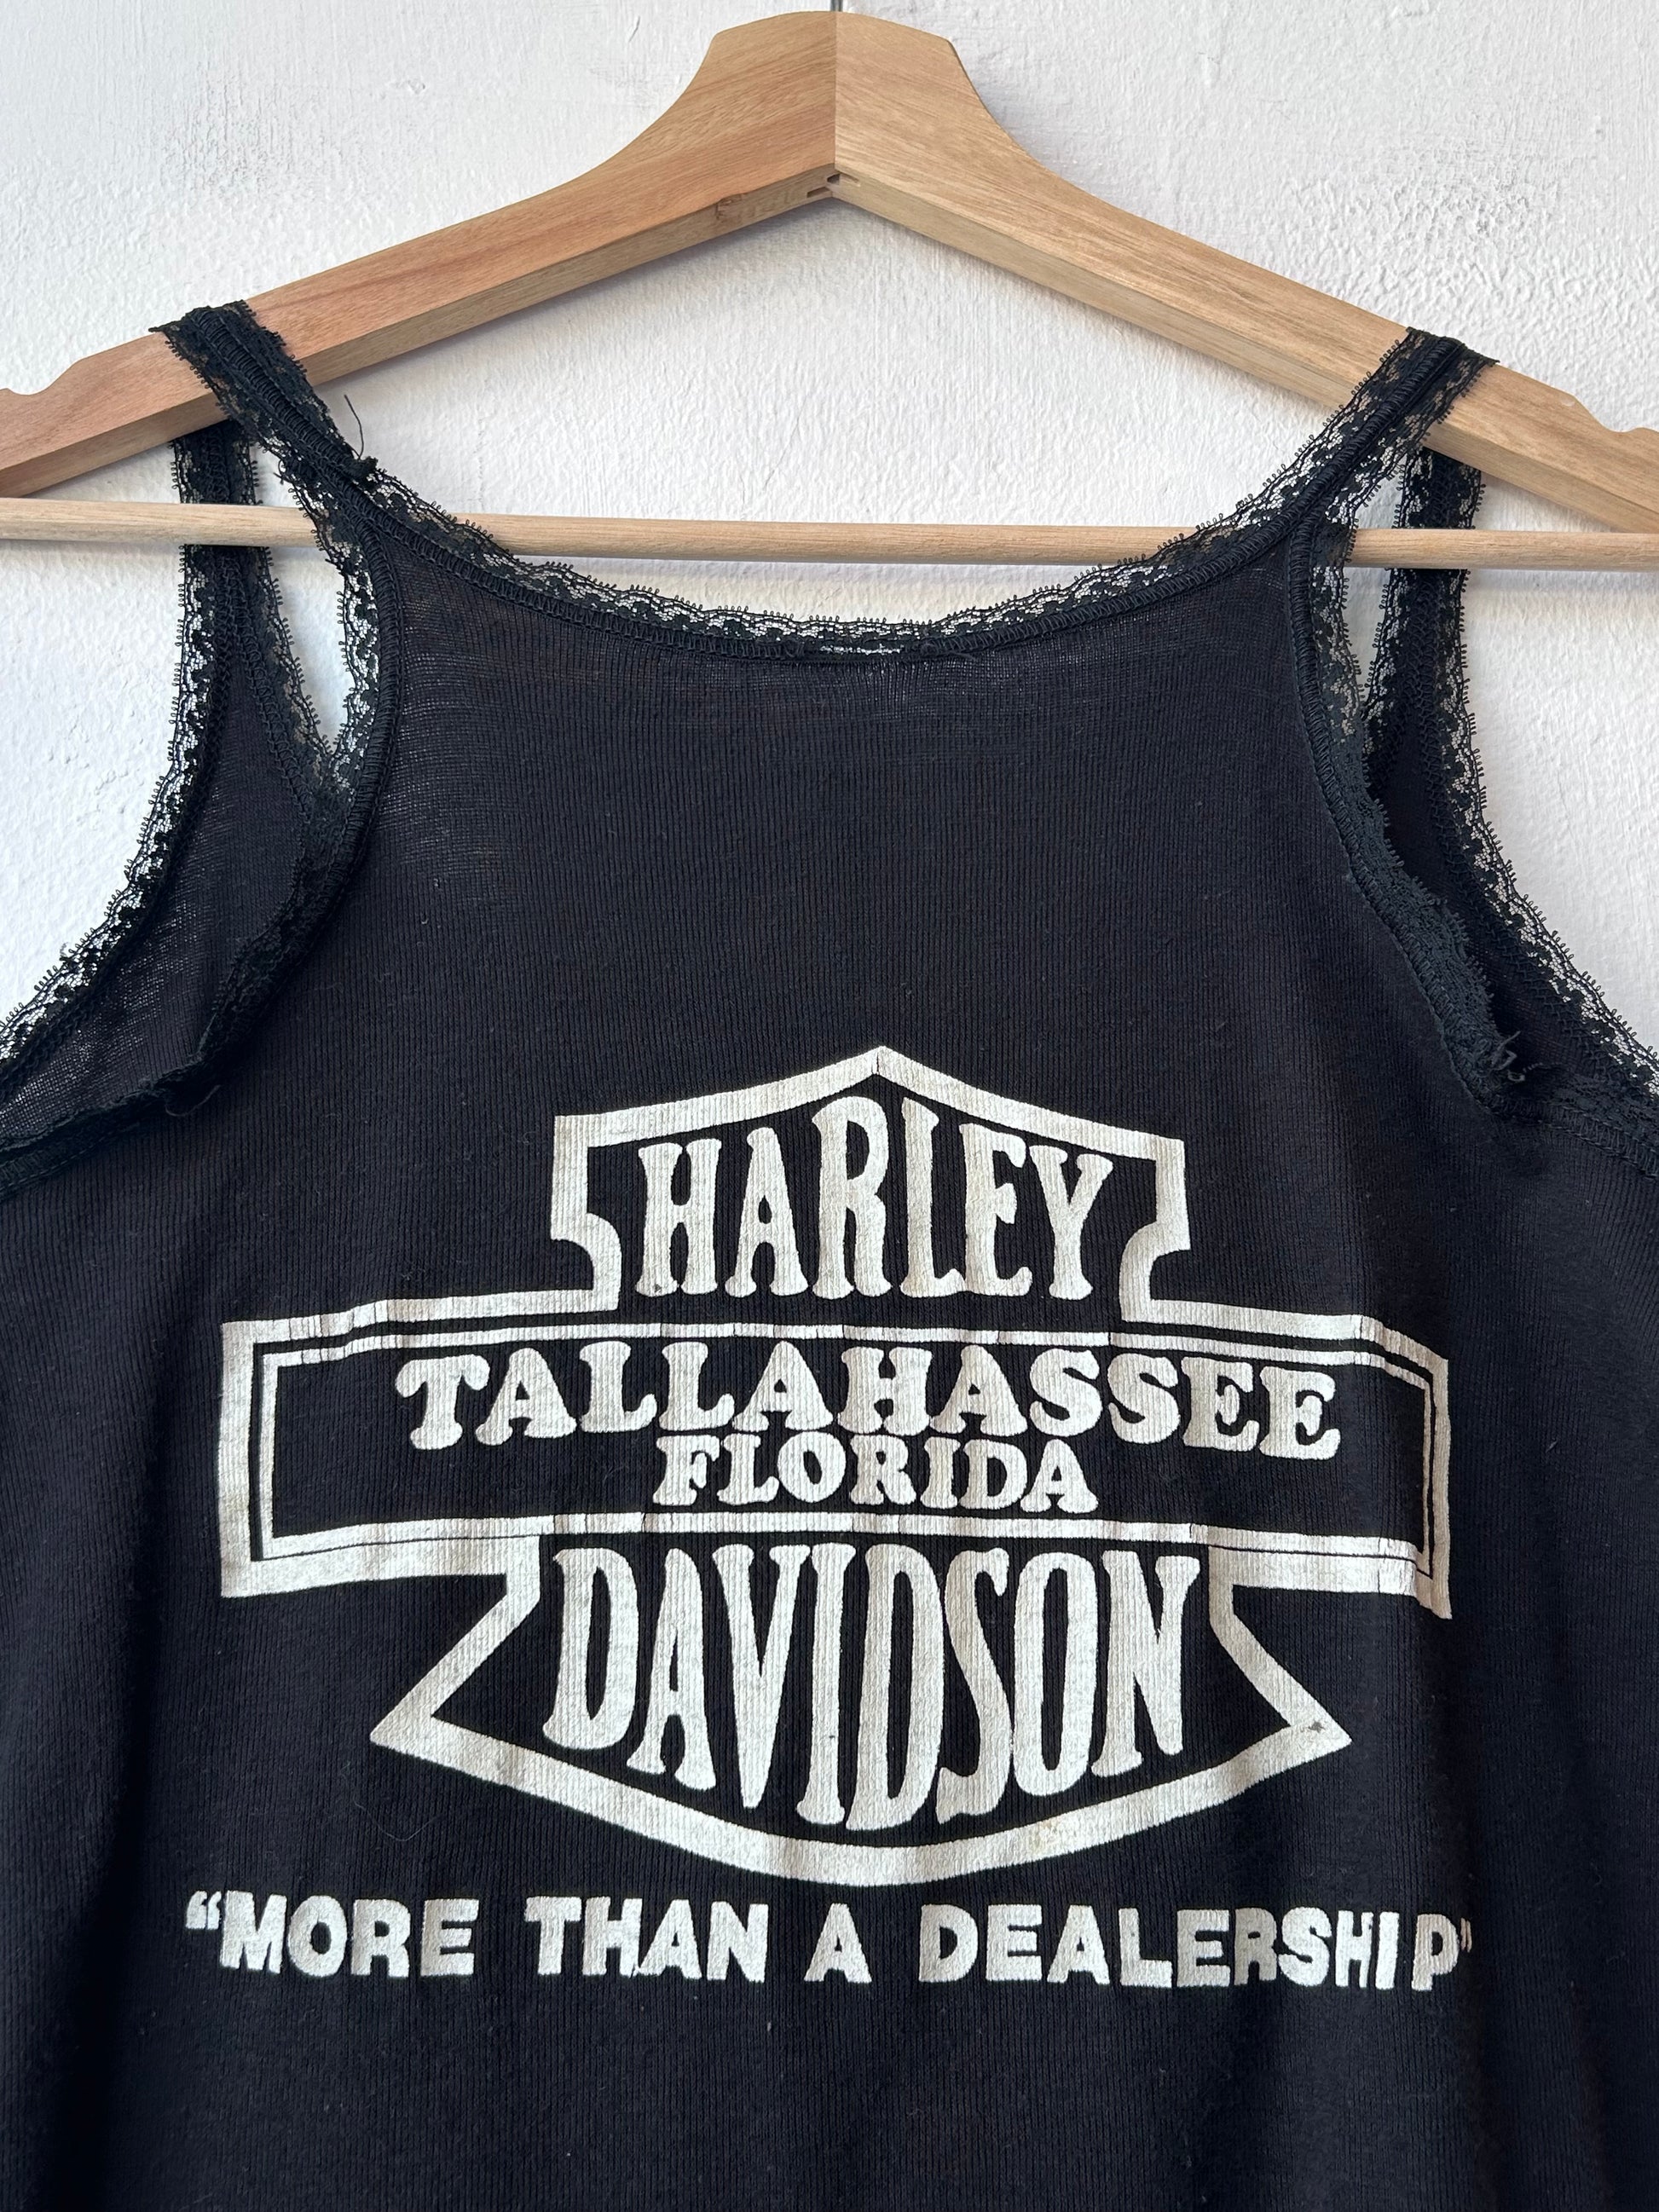 HARLEY
TALLAHASSEE
FLORIDA
DAVIDSON
“MORE THAN A DEALERSHIP”